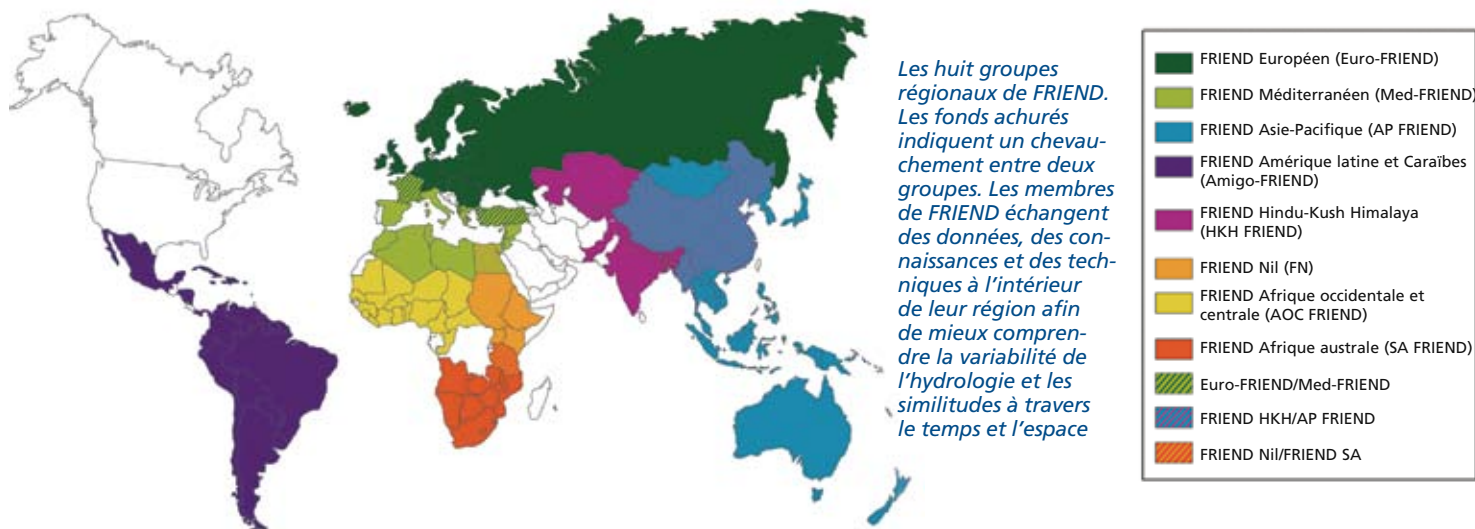 Les huit groupes
régionaux de FRIEND.
Les fonds achurés
indiquent un chevau-
chement entre deux
groupes. Les membres
de FRIEND échangent
des données, des con-
naissances et des tech-
niques à l'intérieur
de leur région afin
de mieux compren-
dre la variabilité de
l'hydrologie et les
similitudes à travers
le temps et l'espace
FRIEND Européen (Euro-FRIEND)
FRIEND Méditerranéen (Med-FRIEND)
FRIEND Asie-Pacifique (AP FRIEND)
FRIEND Amérique latine et Caraïbes
(Amigo-FRIEND)
FRIEND Hindu-Kush Himalaya
(HKH FRIEND)
FRIEND Nil (FN)
FRIEND Afrique occidentale et
centrale (AOC FRIEND)
FRIEND Afrique australe (SA FRIEND)
Euro-FRIEND/Med-FRIEND
FRIEND HKH/AP FRIEND
FRIEND Nil/FRIEND SA